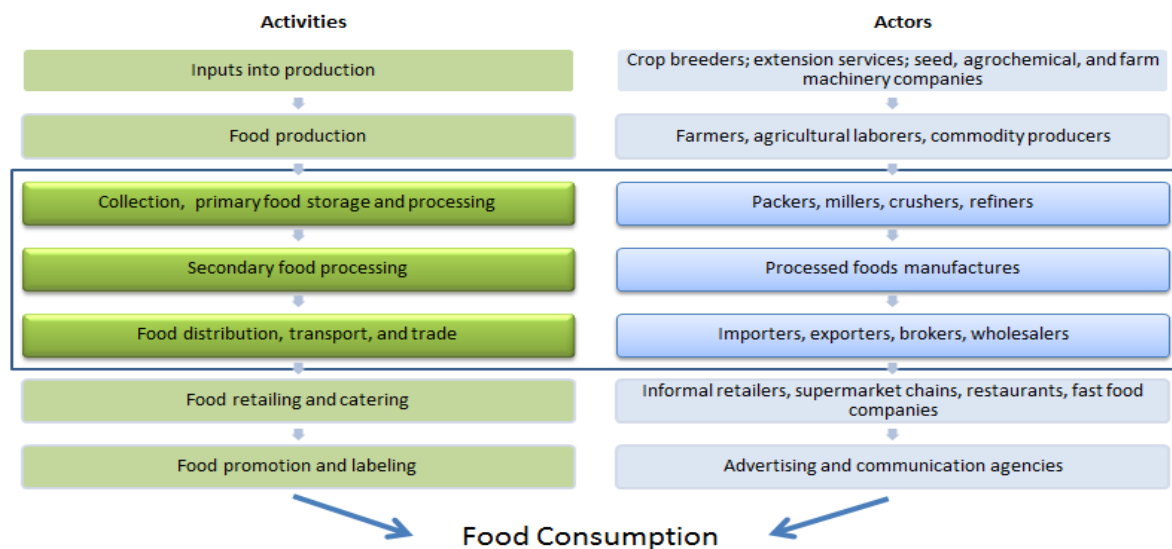 Activities
Actors
Inputs into production
Crop breeders; extension services; seed, agrochemical, and farm
machinery companies
Food production
Farmers, agricultural laborers, commodity producers
Collection, primary food storage and processing
Packers, millers, crushers, refiners
Secondary food processing
Processed foods manufactures
Food distribution, transport, and trade
Importers, exporters, brokers, wholesalers
Food retailing and catering
Informal retailers, supermarket chains, restaurants, fast food
companies
Food promotion and labeling
Advertising and communication agencies
Food Consumption